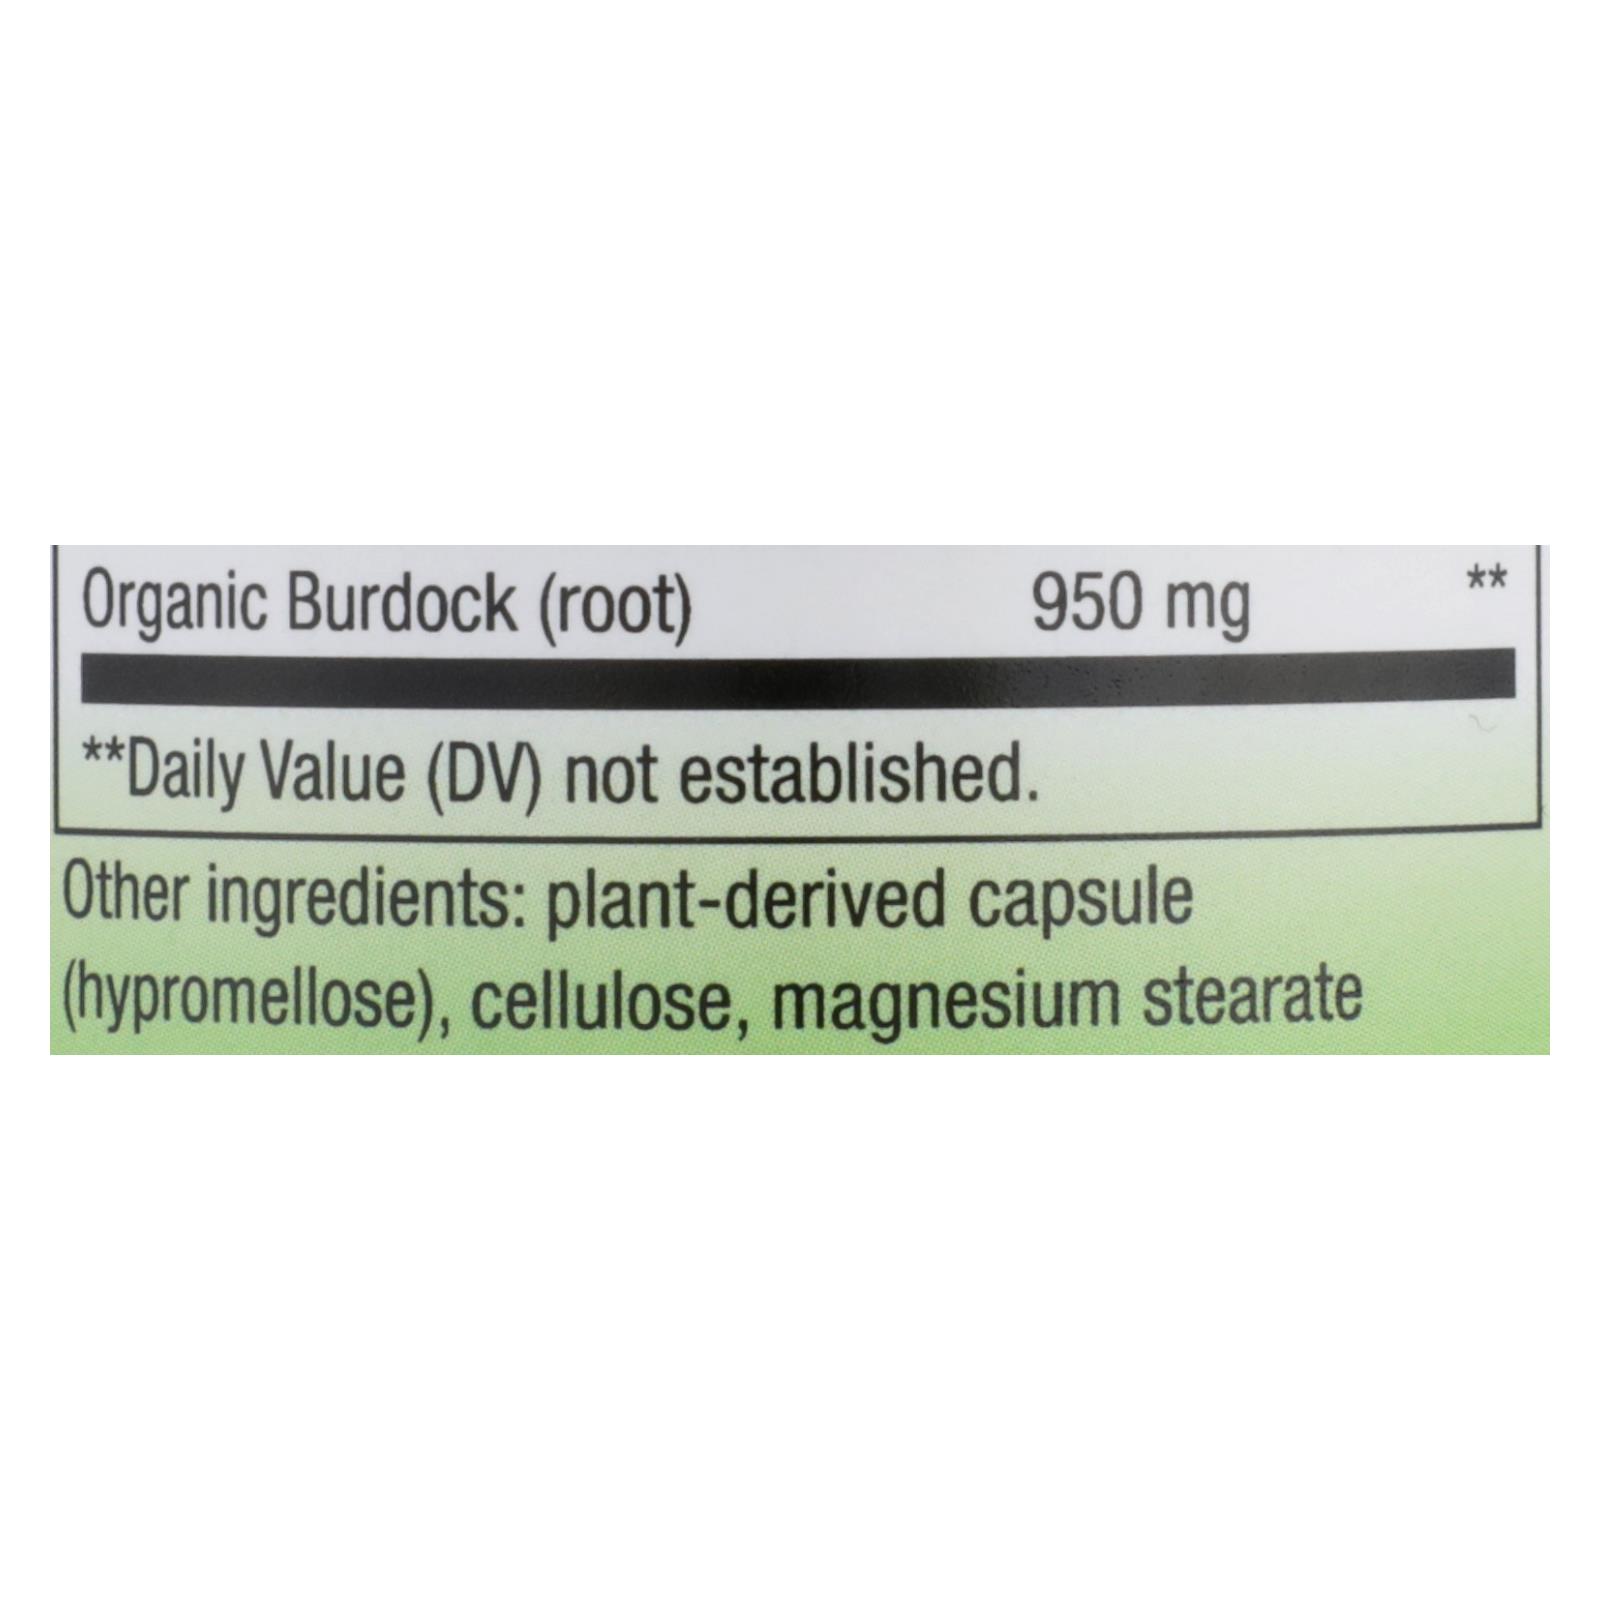 Organic Burdock (root) 950 mg **
**Daily Value (DV) not established.
Other ingredients: plant-derived capsule
(hypromellose), cellulose, magnesium stearate